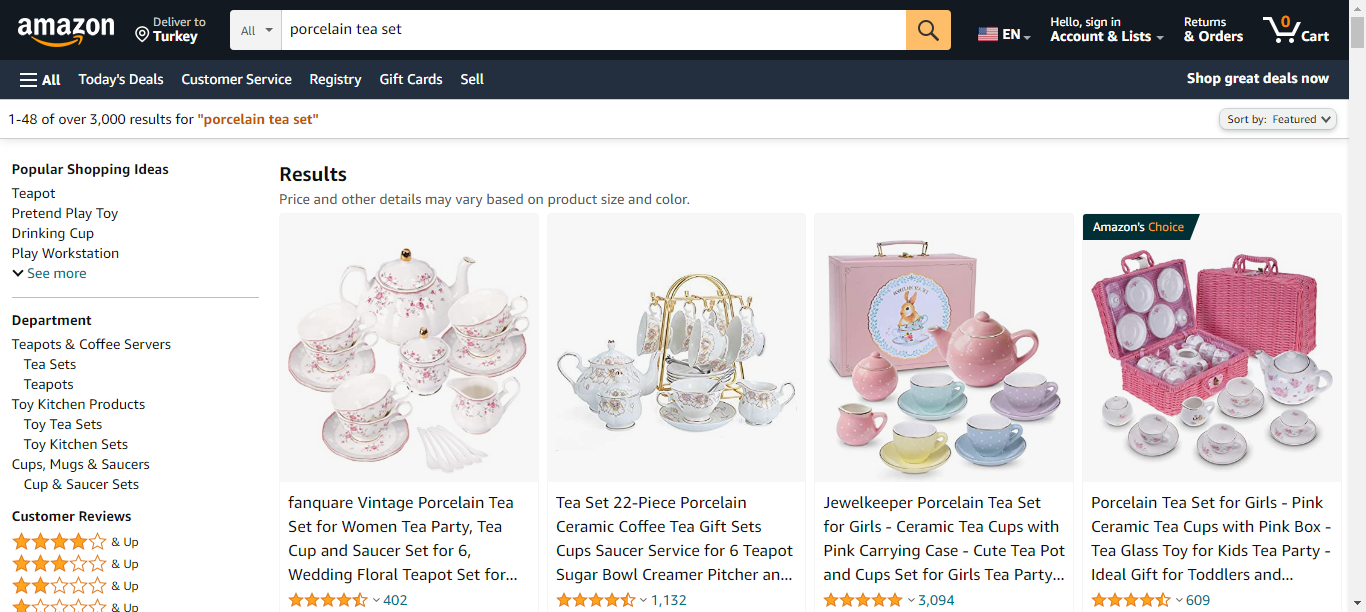 amazon
Deliver to
Turkey
All
porcelain tea set
EN
Hello, sign in
Account & Lists
Returns
& Orders
0
Cart
All
Today's Deals
Customer Service
Registry
Gift Cards
Sell
Shop great deals now
1-48 of over 3,000 results for "porcelain tea set"
Sort by: Featured
Popular Shopping Ideas
Teapot
Pretend Play Toy
Drinking Cup
Play Workstation
See more
Department
Teapots & Coffee Servers
Tea Sets
Teapots
Toy Kitchen Products
Toy Tea Sets
Toy Kitchen Sets
Cups, Mugs & Saucers
Cup & Saucer Sets
Customer Reviews
& Up
& Up
& Up
& Up
Results
Price and other details may vary based on product size and color.
fanquare Vintage Porcelain Tea
Set for Women Tea Party, Tea
Cup and Saucer Set for 6,
Wedding Floral Teapot Set for...
402
Tea Set 22-Piece Porcelain
Ceramic Coffee Tea Gift Sets
Cups Saucer Service for 6 Teapot
Sugar Bowl Creamer Pitcher an...
1,132
PORCELAIN TEA SET
Jewelkeeper Porcelain Tea Set
for Girls - Ceramic Tea Cups with
Pink Carrying Case - Cute Tea Pot
and Cups Set for Girls Tea Party...
3,094
Amazon's Choice
Porcelain Tea Set for Girls - Pink
Ceramic Tea Cups with Pink Box -
Tea Glass Toy for Kids Tea Party -
Ideal Gift for Toddlers and...
609